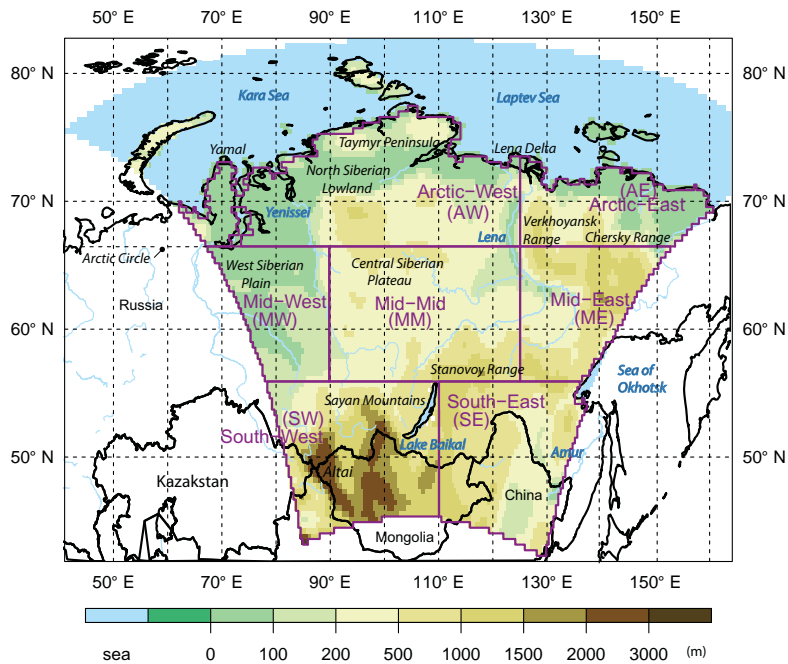 50° E 70° E 90° E 110° E 130° E 150° E
80° N 80° N
Kara Sea Laptev Sea
Yamal Taymyr Peninsula Lena Delta
North Siberian
Lowland
70° N 70° N
Arctic-West
(AW)
(AE)
Arctic-East
Yenissei
Verkhoyansk
Range
Lena Chersky Range
Arctic Circle
West Siberian
Plain
Central Siberian
Plateau
Russia
Mid-West
(MW)
Mid-Mid
(MM)
Mid-East
(ME)
60° N 60° N
Stanovoy Range
Sea of
Okhotsk
Sayan Mountains
(SW)
South-West
South-East
(SE)
Lake Baikal
Amur
50° N 50° N
Altai
Kazakstan
China
Mongolia
50° E 70° E 90° E 110° E 130° E 150° E
sea 0 100 200 500 1000 1500 2000 3000 (m)